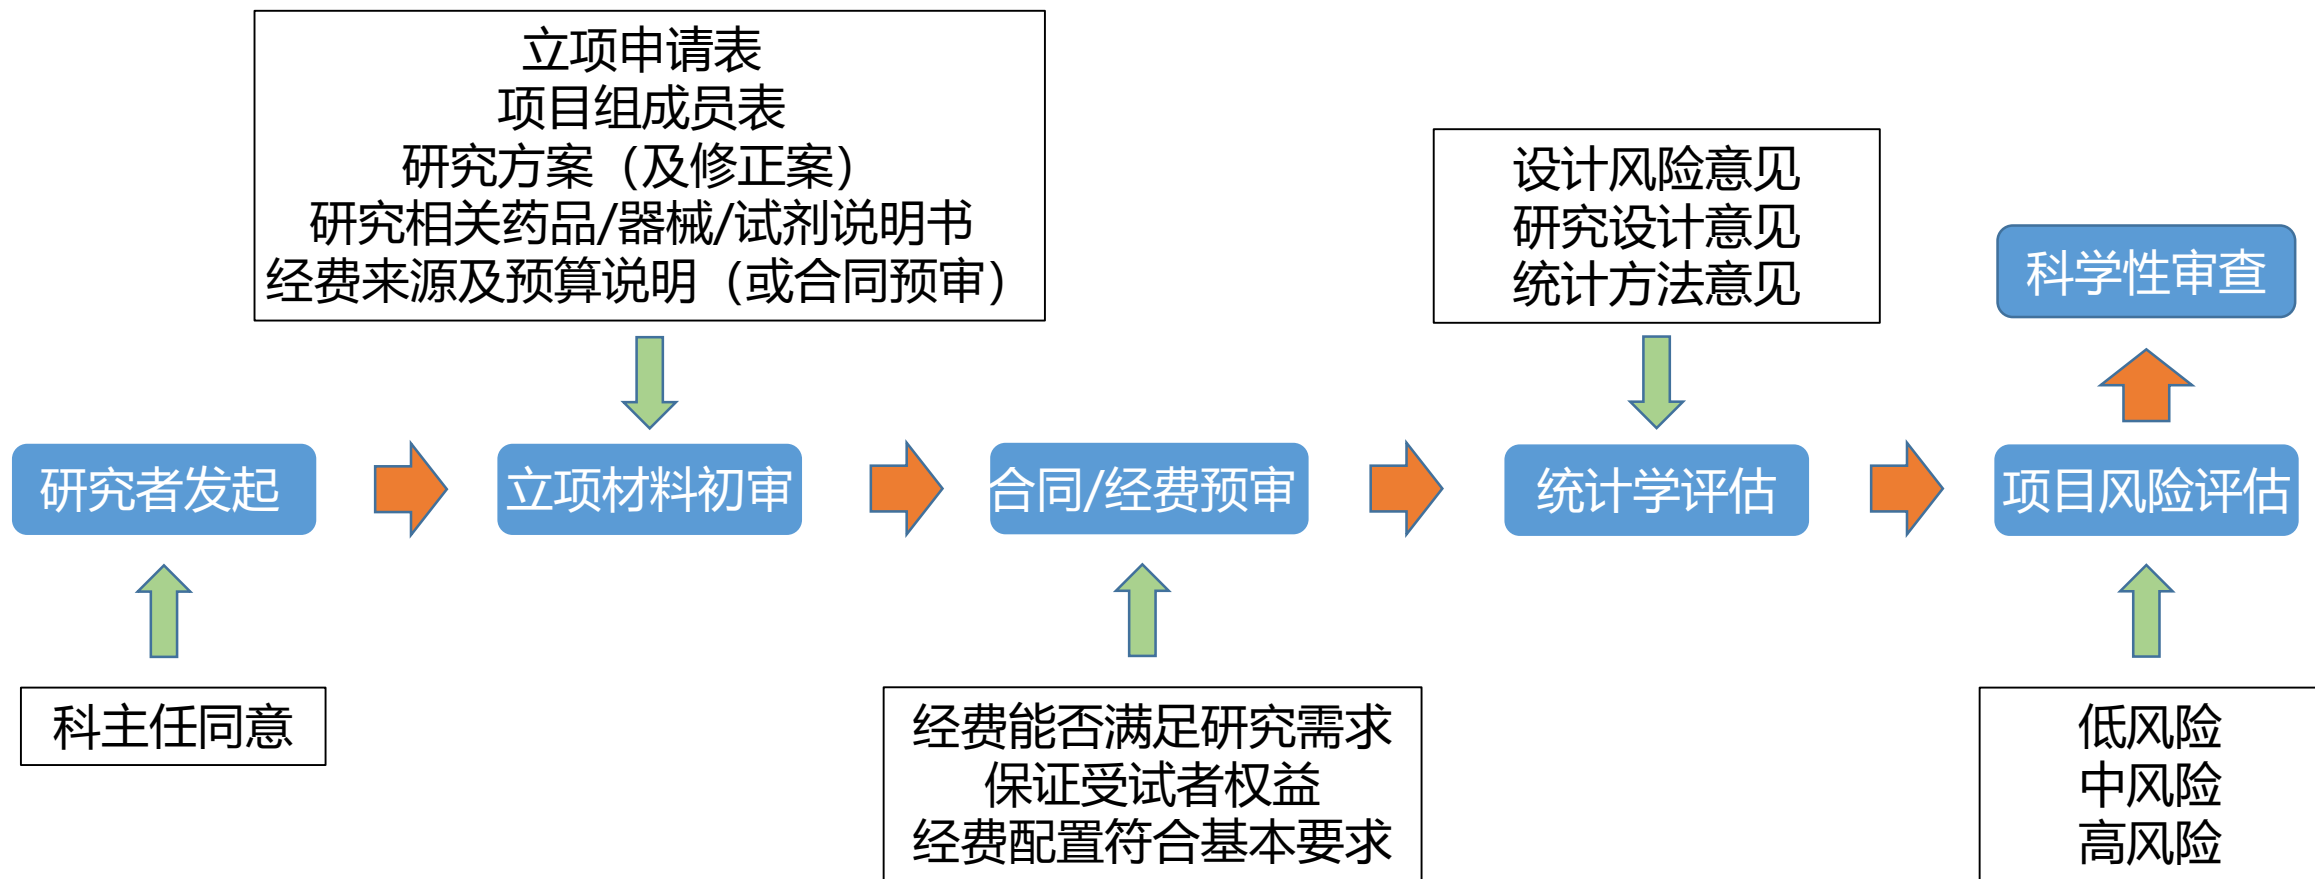 立项申请表
项目组成员表
研究方案（及修正案）
研究相关药品/器械/试剂说明书
经费来源及预算说明（或合同预审）
设计风险意见
研究设计意见
统计方法意见
科学性审查
研究者发起
立项材料初审
合同/经费预审
统计学评估
项目风险评估
科主任同意
经费能否满足研究需求
保证受试者权益
经费配置符合基本要求
低风险
中风险
高风险